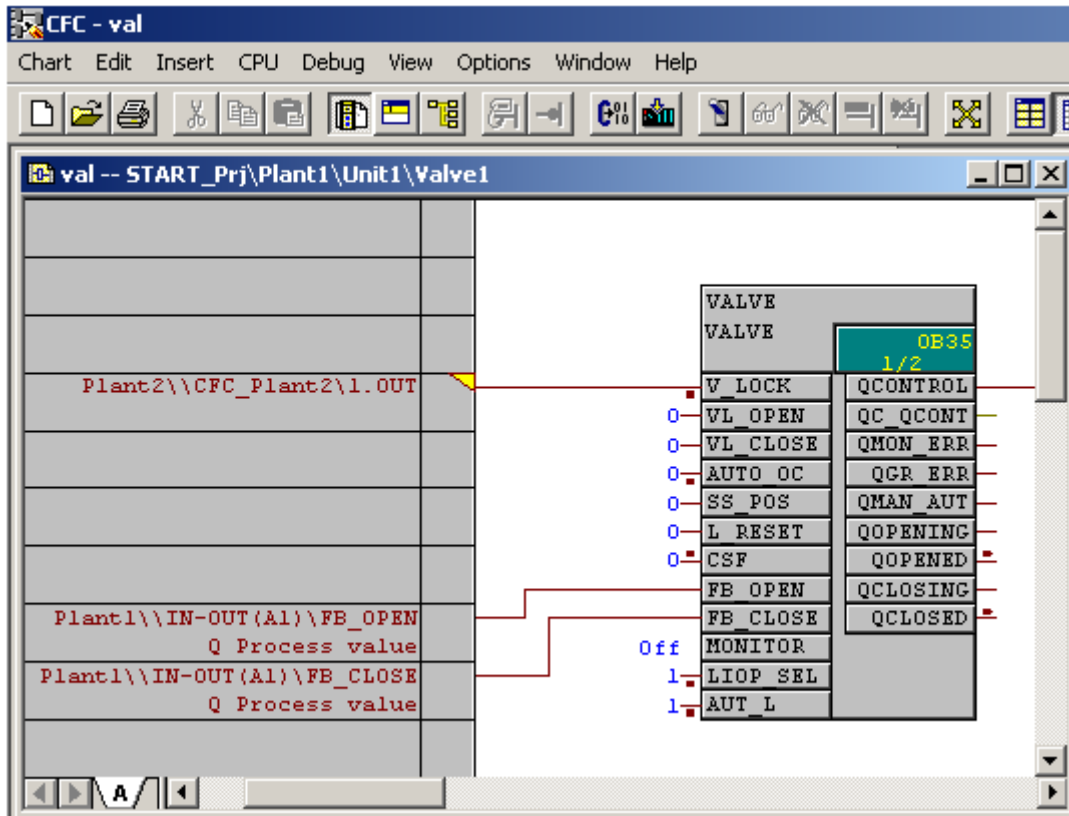 CFC - val
Chart Edit Insert CPU Debug View Options Window Help
val -- START_Prj\Plant1\Unit1\Valve1
VALVE
VALVE
OB35
1/2
Plant2\\CFC_Plant2\1.OUT
V_LOCK QCONTROL
0 VL_OPEN QC_QCONT
0 VL_CLOSE QMON_ERR
0 AUTO_OC QGR_ERR
0 SS_POS QMAN_AUT
0 L_RESET QOPENING
0 CSF QOPENED
FB_OPEN QCLOSING
Plant1\\IN-OUT(A1)\FB_OPEN
FB_CLOSE QCLOSED
Q Process value
Off MONITOR
Plant1\\IN-OUT(A1)\FB_CLOSE
1 LIOP_SEL
Q Process value
1 AUT_L
A